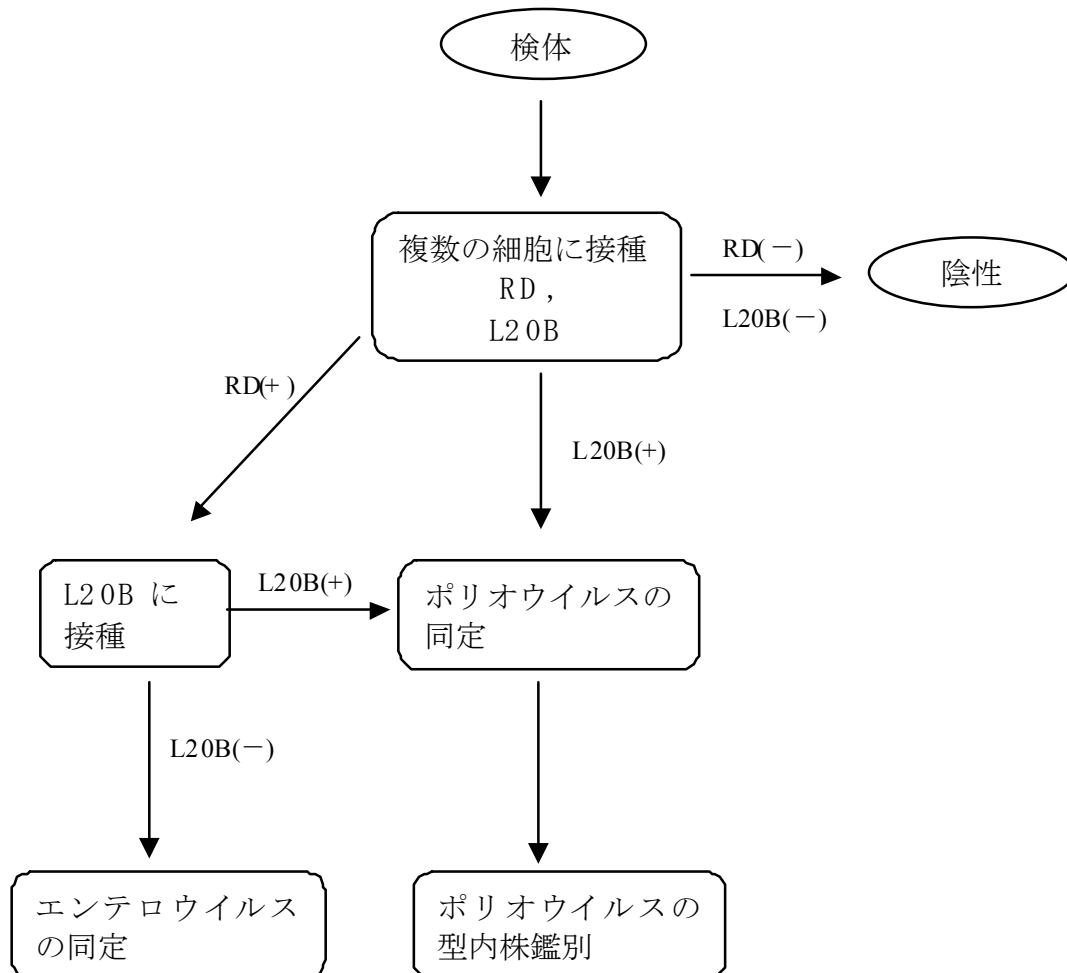 検体
複数の細胞に接種
RD ,
L20B
RD(－)
L20B(－)
陰性
RD(+ )
L20B(+)
L20B に
接種
L20B(+)
ポリオウイルスの
同定
L20B(－)
エンテロウイルス
の同定
ポリオウイルスの
型内株鑑別